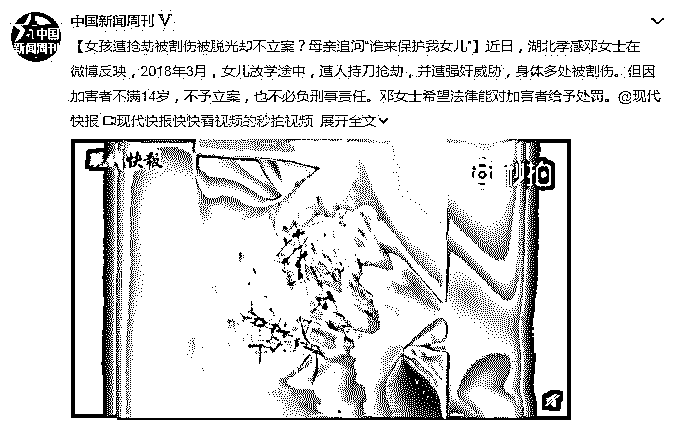 中国新闻周刊 V
中国
新闻周刊
【女孩遭抢劫被割伤被脱光却不立案？母亲追问“谁来保护我女儿”】近日，湖北孝感邓女士在
微博反映，2018年3月，女儿放学途中，遭人持刀抢劫，并遭强奸威胁，身体多处被割伤。但因
加害者不满14岁，不予立案，也不必负刑事责任。邓女士希望法律能对加害者给予处罚。@现代
快报 现代快报快快看视频的秒拍视频 展开全文
快报